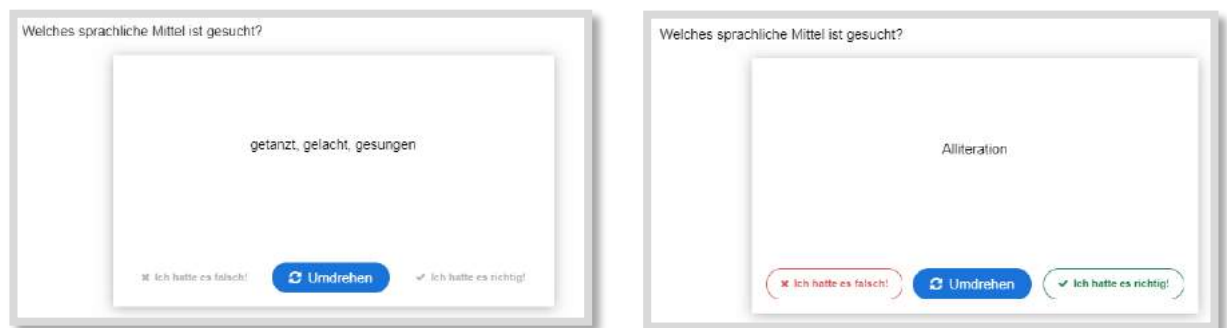 Welches sprachliche Mittel ist gesucht?
getanzt, gelacht, gesungen
✖ Ich hatte es falsch! Umdrehen ✔ Ich hatte es richtig!
Welches sprachliche Mittel ist gesucht?
Alliteration
✖ Ich hatte es falsch! Umdrehen ✔ Ich hatte es richtig!